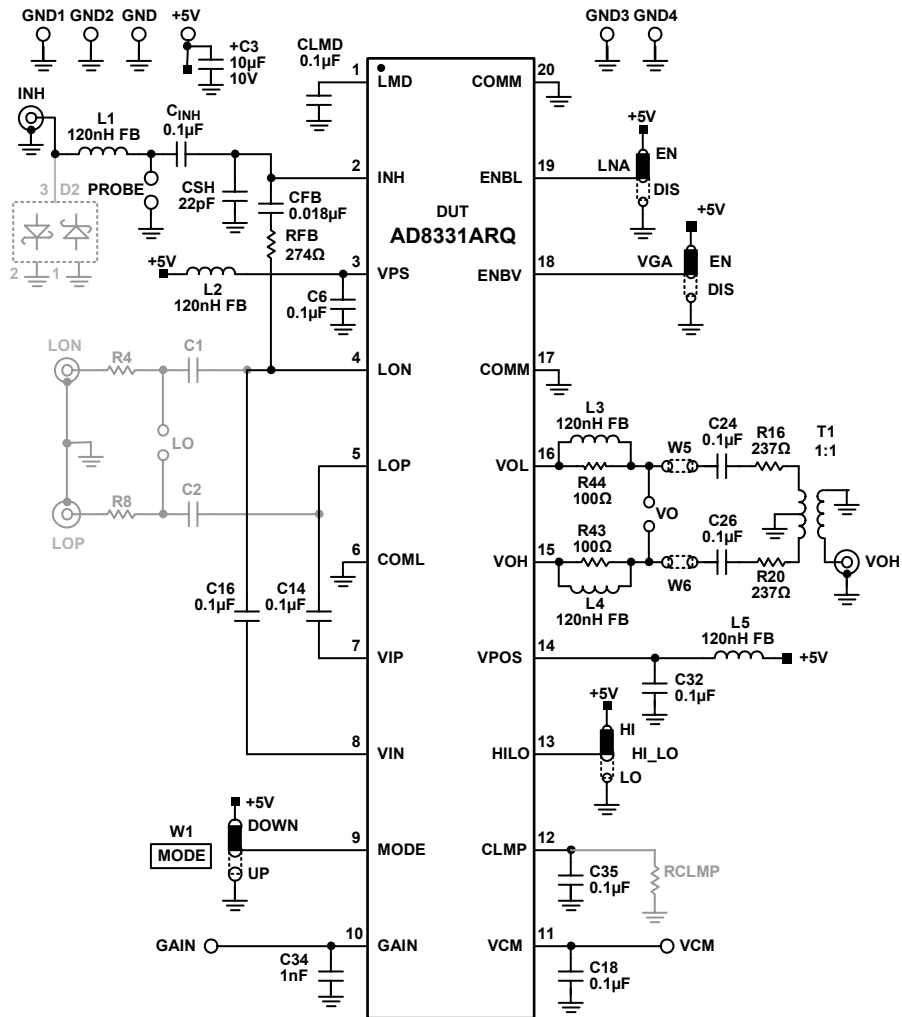 GND1 GND2 GND +5V
GND3 GND4
+C3
10µF
10V
CLMD
0.1µF
1
LMD
COMM
20
INH
L1
120nH FB
CINH
0.1µF
+5V
EN
LNA
DIS
2
INH
ENBL
19
3 D2
PROBE
CSH
22pF
CFB
0.018µF
RFB
274Ω
DUT
AD8331ARQ
+5V
VGA
EN
DIS
2 1
+5V
L2
120nH FB
3
VPS
ENBV
18
C6
0.1µF
LON
R4
C1
4
LON
COMM
17
LO
L3
120nH FB
C24
0.1µF
R16
237Ω
T1
1:1
5
LOP
VOL
16
W5
R44
100Ω
R8
C2
LOP
VO
R43
100Ω
C26
0.1µF
6
COML
VOH
15
W6
R20
237Ω
VOH
L4
120nH FB
C16
0.1µF
C14
0.1µF
L5
120nH FB
7
VIP
VPOS
14
+5V
C32
0.1µF
+5V
HI
8
VIN
HILO
13
HI_LO
LO
+5V
DOWN
W1
MODE
UP
9
MODE
CLMP
12
C35
0.1µF
RCLMP
GAIN
10
GAIN
VCM
11
VCM
C34
1nF
C18
0.1µF